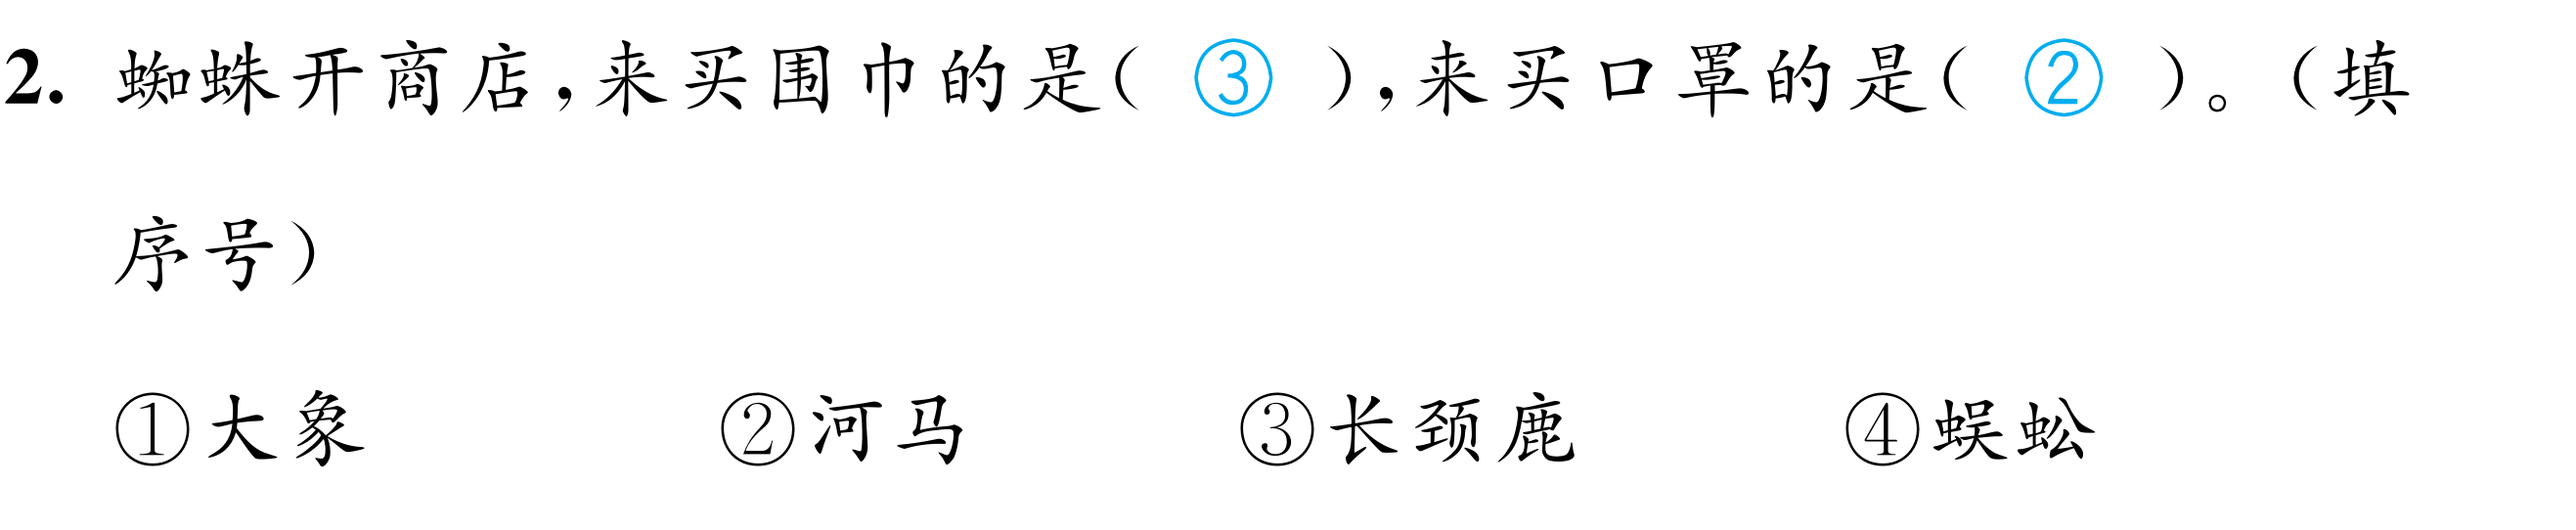 2. 蜘蛛开商店,来买围巾的是( ③ ),来买口罩的是( ② )。(填
序号)
①大象 ②河马 ③长颈鹿 ④蜈蚣